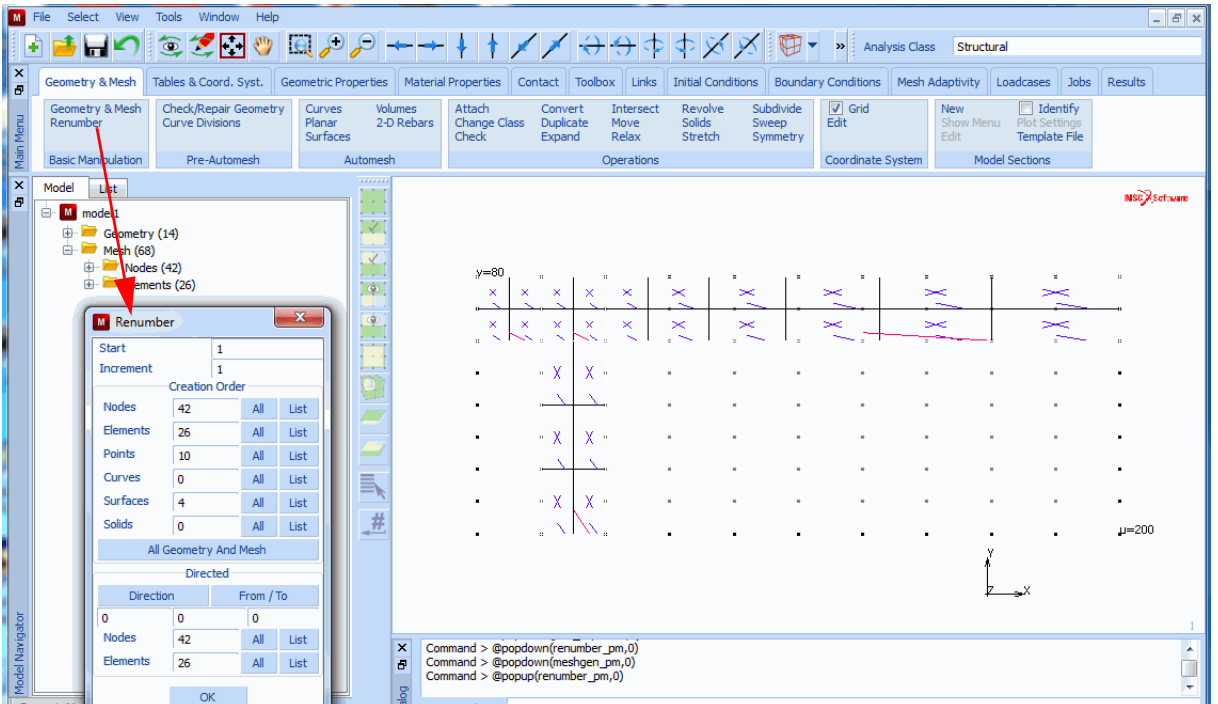 File Select View Tools Window Help
Analysis Class Structural
Geometry & Mesh Tables & Coord. Syst. Geometric Properties Material Properties Contact Toolbox Links Initial Conditions Boundary Conditions Mesh Adaptivity Loadcases Jobs Results
Geometry & Mesh Check/Repair Geometry Curves Volumes Attach Convert Intersect Revolve Subdivide Grid New Identify
Renumber Curve Divisions Planar 2-D Rebars Change Class Duplicate Move Solids Sweep Edit Show Menu Plot Settings
Surfaces Check Expand Relax Stretch Symmetry Edit Template File
Basic Manipulation Pre-Automesh Automesh Operations Coordinate System Model Sections
Main Menu
Model List
model1
Geometry (14)
Mesh (68)
Nodes (42)
Elements (26)
Renumber
Start 1
Increment 1
Creation Order
Nodes 42 All List
Elements 26 All List
Points 10 All List
Curves 0 All List
Surfaces 4 All List
Solids 0 All List
All Geometry And Mesh
Directed
Direction From / To
0 0 0
Nodes 42 All List
Elements 26 All List
OK
Model Navigator
MSC Software
y=80
u=200
Y
Z X
1
Command > @popdown(renumber_pm,0)
Command > @popdown(meshgen_pm,0)
Command > @popup(renumber_pm,0)